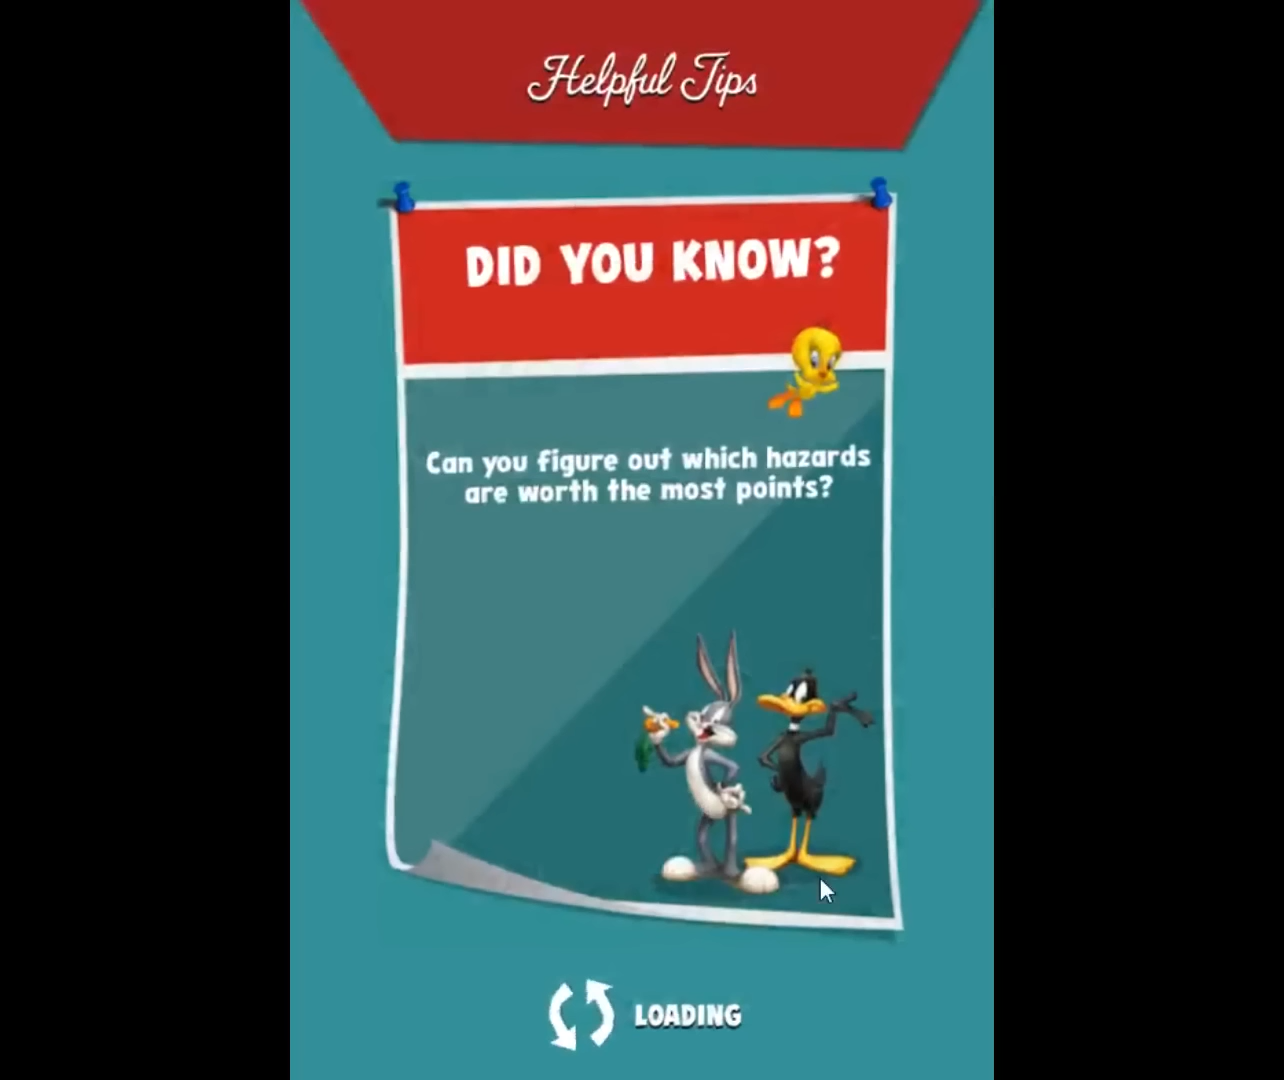 Helpful Tips
DID YOU KNOW?
Can you figure out which hazards
are worth the most points?
LOADING